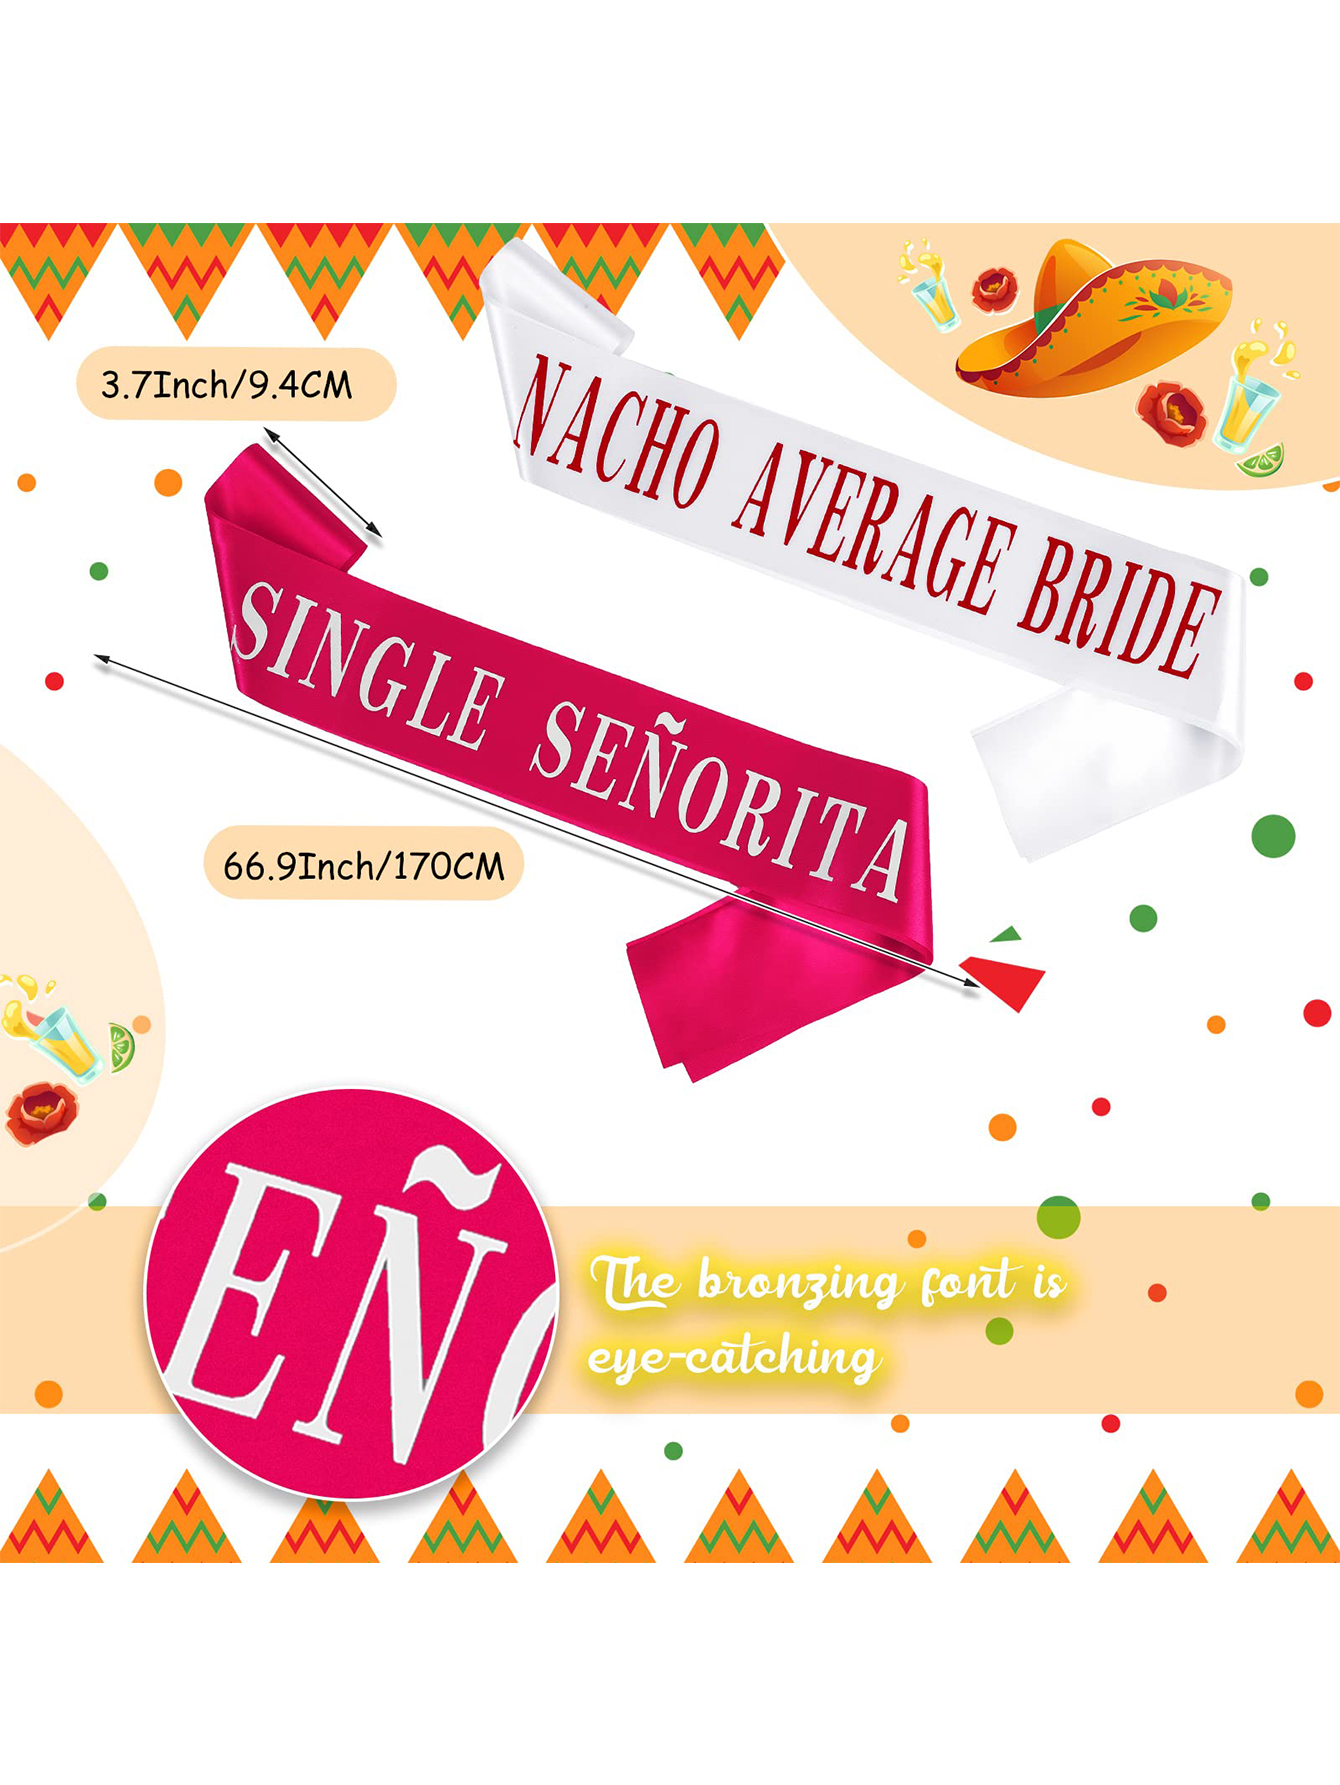 NACHO AVERAGE BRIDE
3.7Inch/9.4CM
SINGLE SEÑORITA
66.9Inch/170CM
EÑ
The bronzing font is
eye-catching